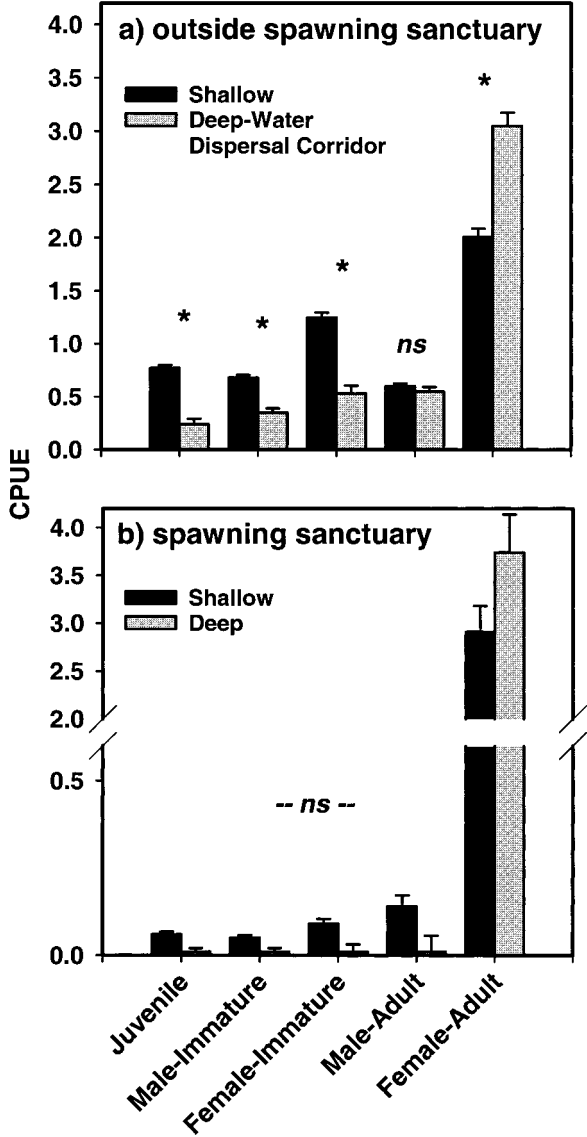 a) outside spawning sanctuary
Shallow
Deep-Water
Dispersal Corridor
4.0
3.5
3.0
2.5
2.0
1.5
1.0
0.5
0.0
*
*
*
ns
*
CPUE
b) spawning sanctuary
Shallow
Deep
4.0
3.5
3.0
2.5
2.0
0.5
0.0
-- ns --
Juvenile
Male-Immature
Female-Immature
Male-Adult
Female-Adult